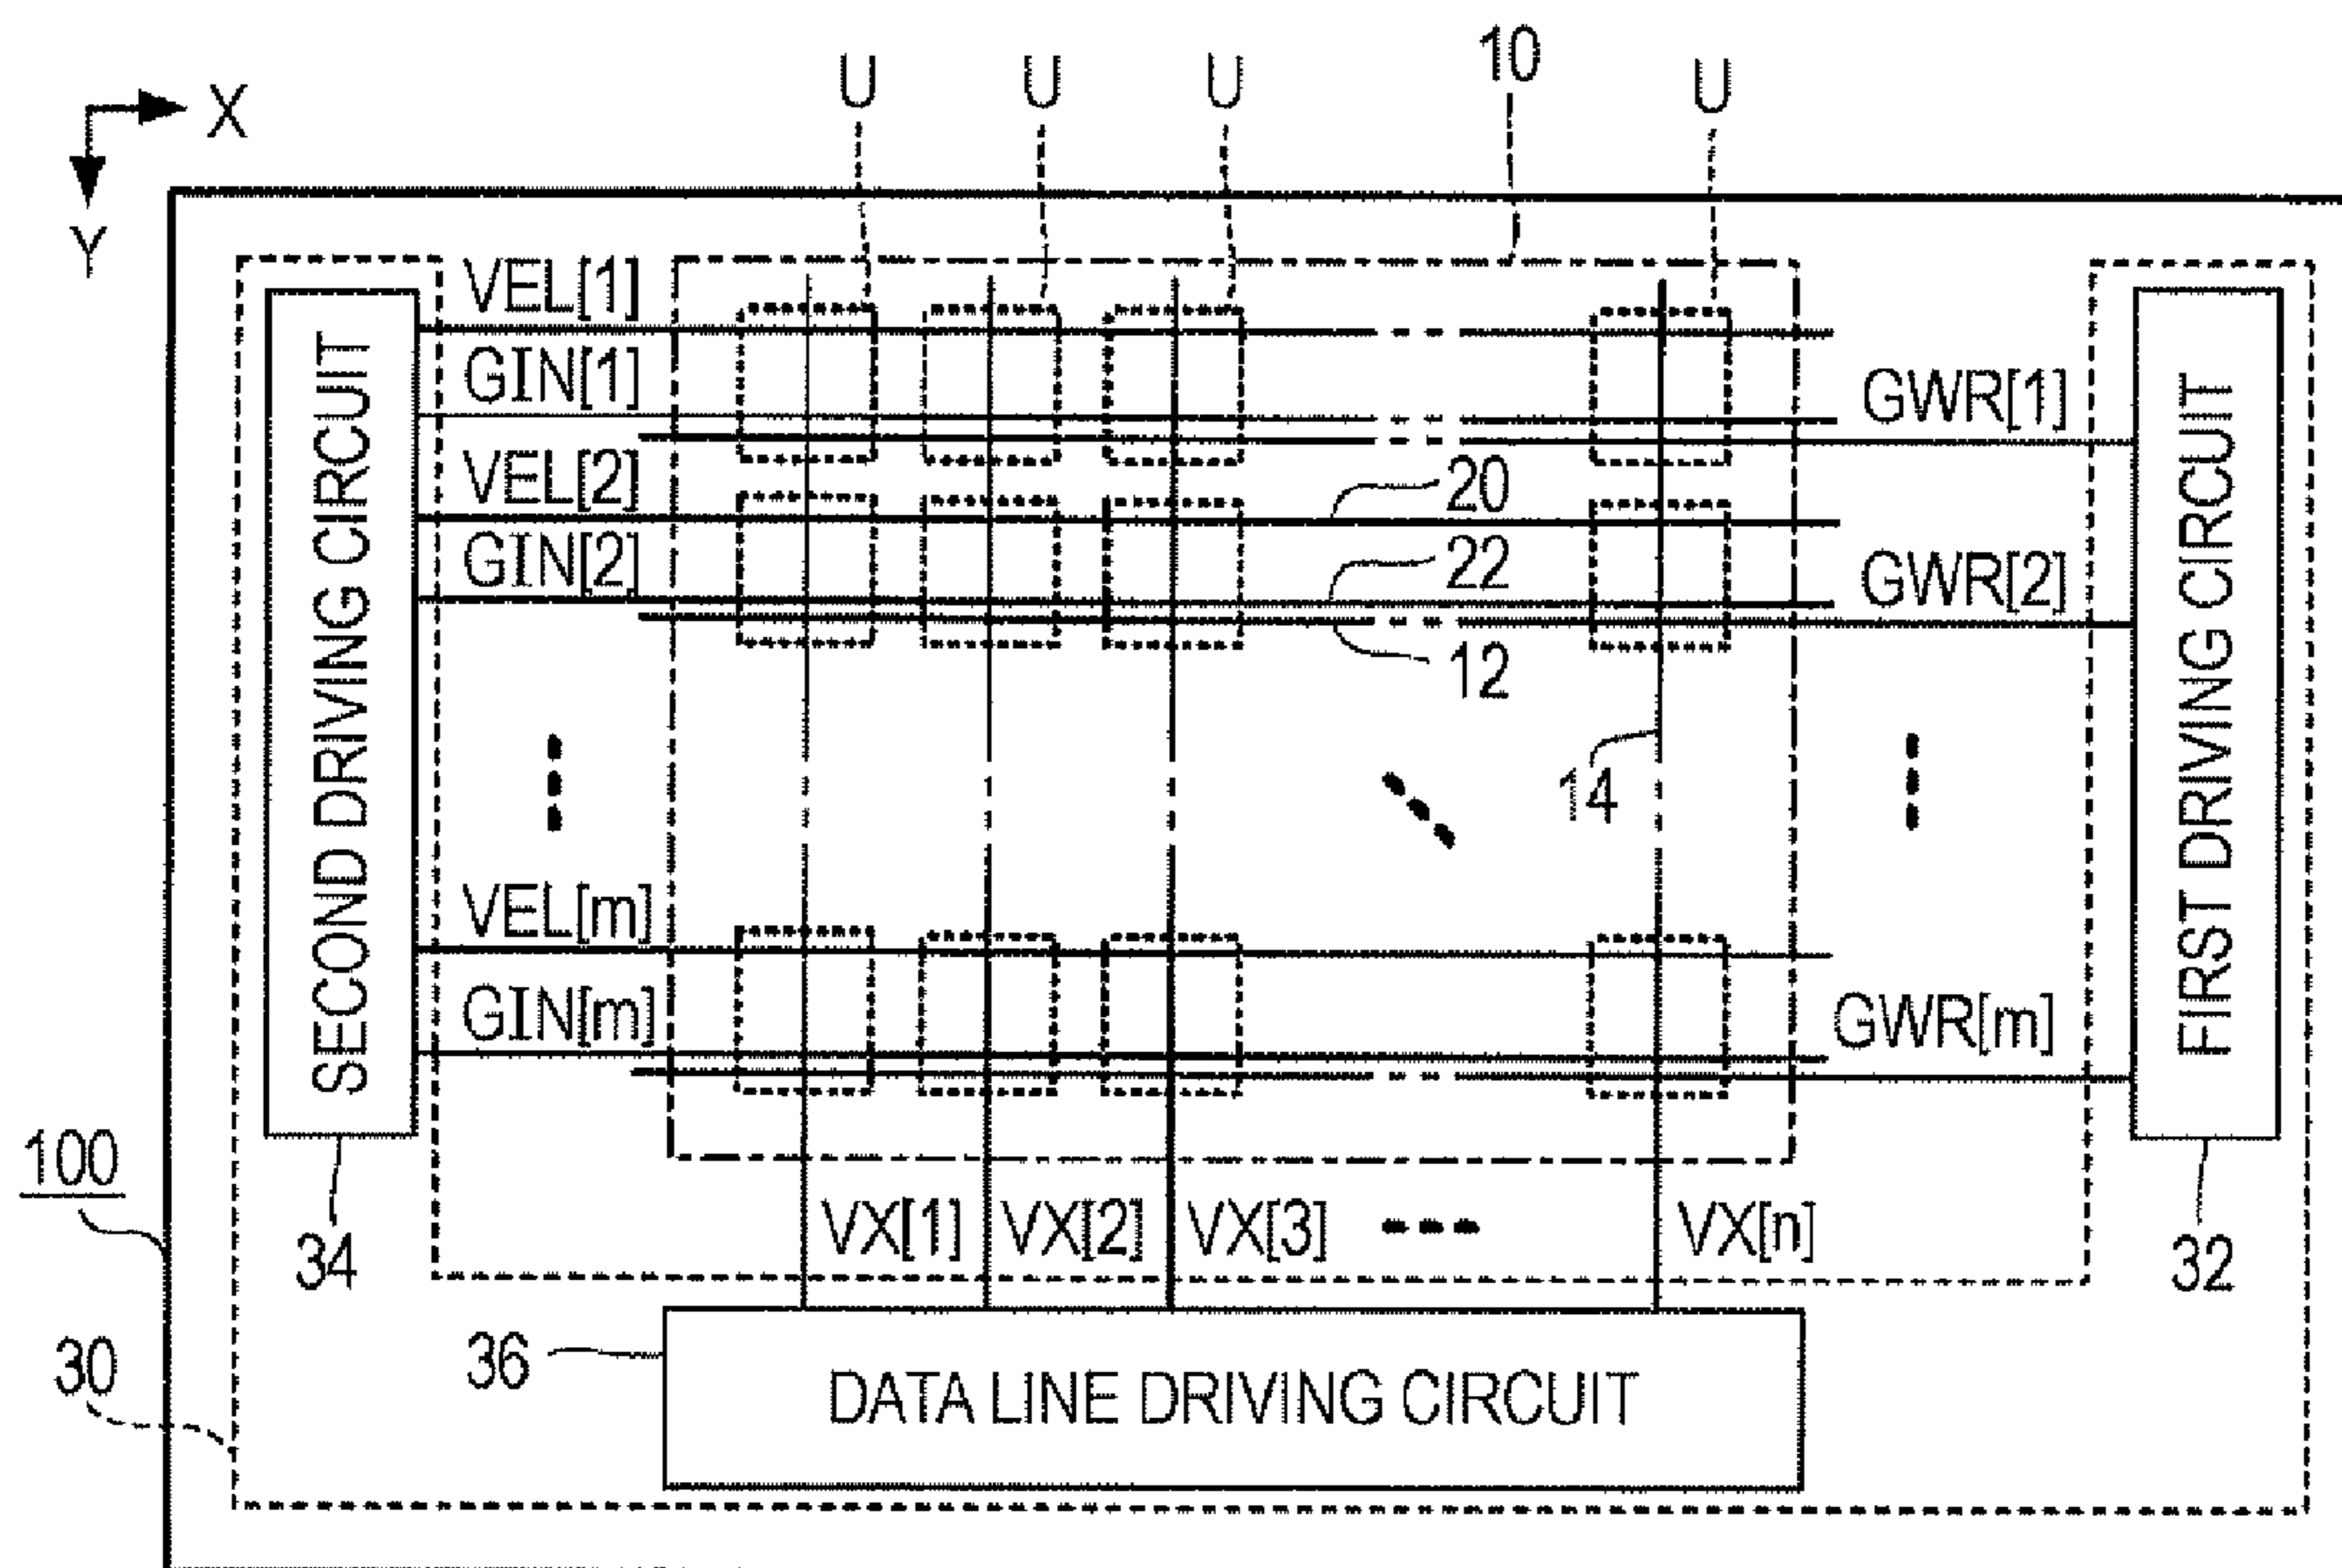 10
U U U U
X
Y
VEL[1]
GIN[1]
GWR[1]
VEL[2]
20
GIN[2]
22
GWR[2]
12
14
SECOND DRIVING CIRCUIT
FIRST DRIVING CIRCUIT
VEL[m]
GIN[m]
GWR[m]
100
34
VX[1] VX[2] VX[3] VX[n]
32
30
36
DATA LINE DRIVING CIRCUIT